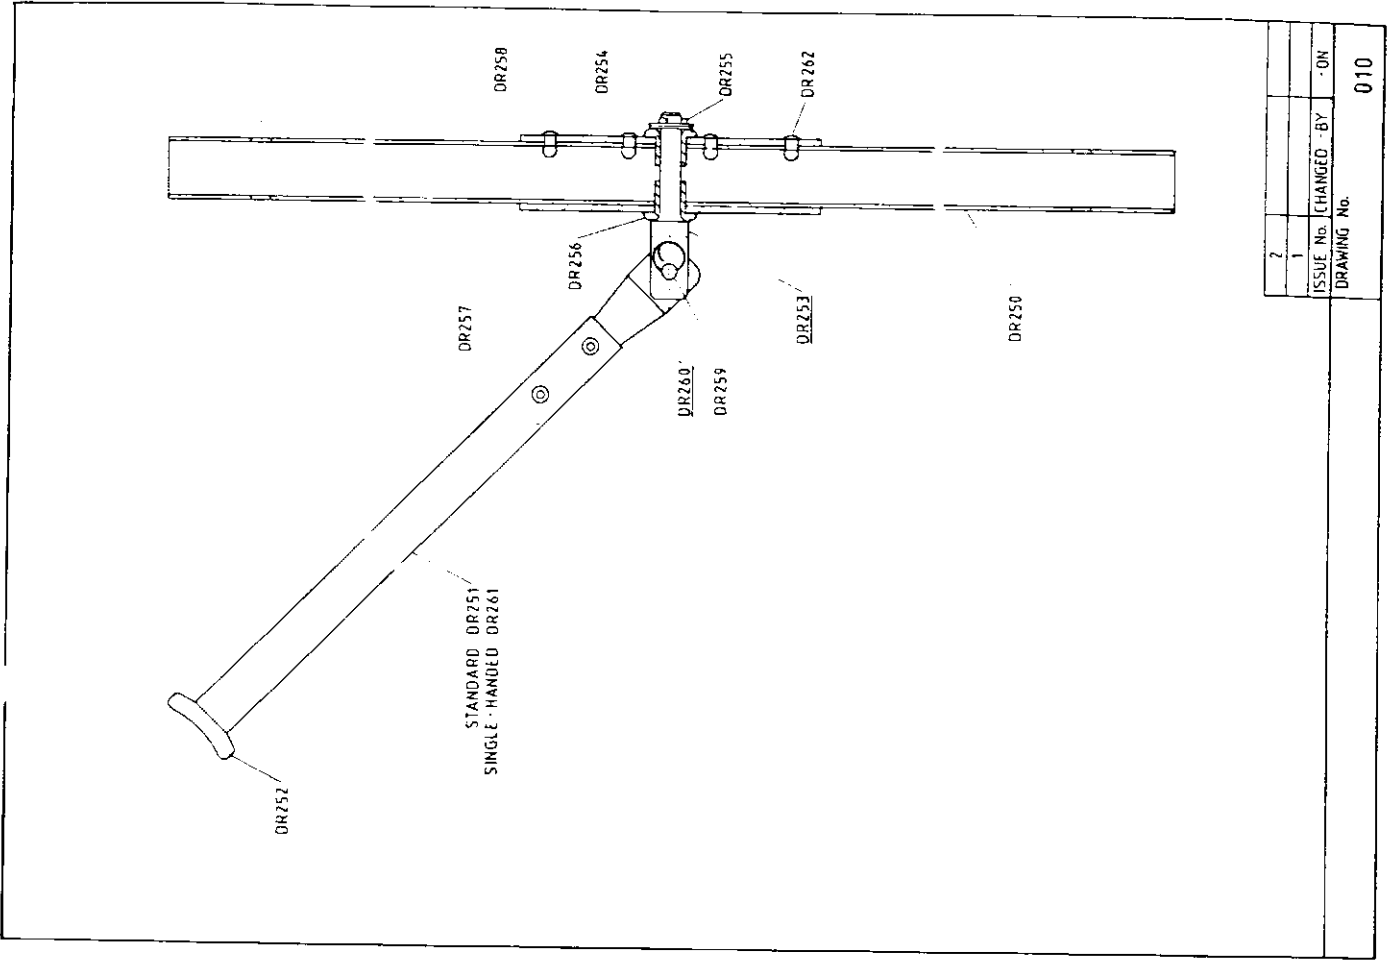 DR258
DR254
DR255
DR262
DR256
DR257
DR253
DR250
DR260
DR259
STANDARD DR251
SINGLE-HANDED DR261
DR252
2
1
ISSUE No. CHANGED - BY - ON
DRAWING No.
010